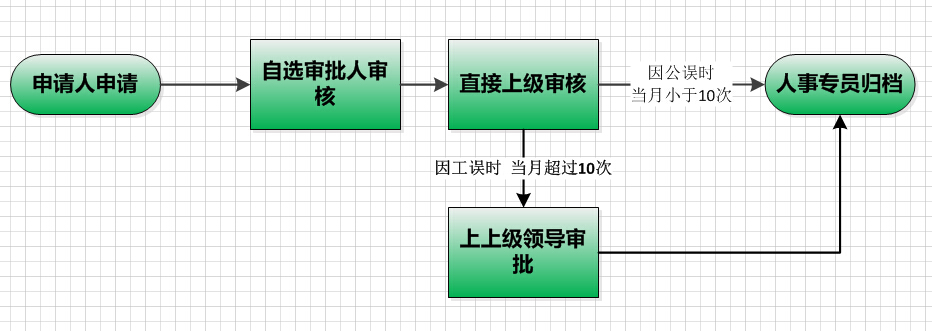 申请人申请
自选审批人审
核
直接上级审核
因公误时
当月小于10次
人事专员归档
因工误时 当月超过10次
上上级领导审
批